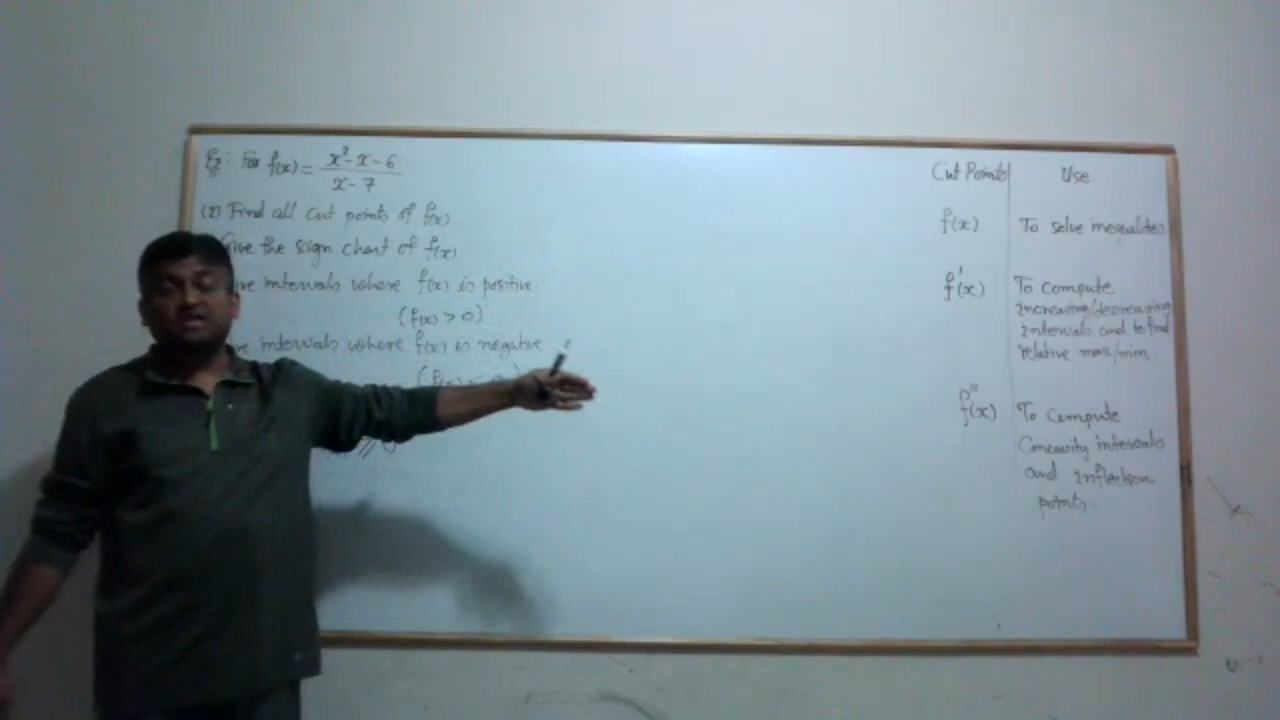 Ex: For f(x) = x² - x - 6 / x - 7
(2) Find all cut points of f(x)
Give the sign chart of f(x)
intervals where f(x) is positive
(f(x) > 0)
intervals where f(x) is negative
Cut Points Use
f(x) To solve inequalities
f'(x) To compute
increasing/decreasing
intervals and to find
relative max/min
f''(x) To compute
Concavity intervals
and inflection
points.